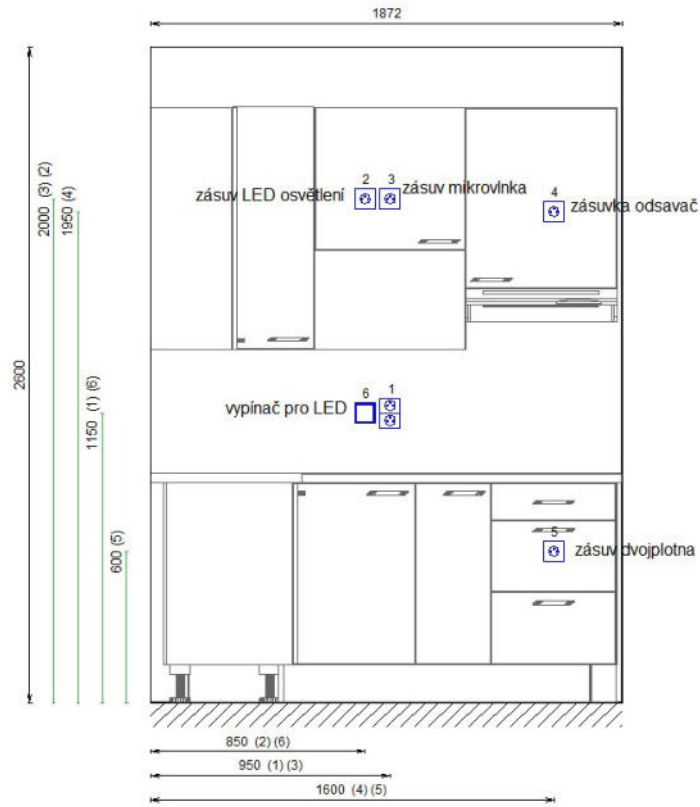 1872
2 3
zásuv LED osvětlení
zásuv mikrovlnka
4
zásuvka odsavač
2000 (3) (2)
1950 (4)
2600
1150 (1) (6)
600 (5)
6 1
vypínač pro LED
5
zásuv dvojplotna
850 (2) (6)
950 (1) (3)
1600 (4) (5)